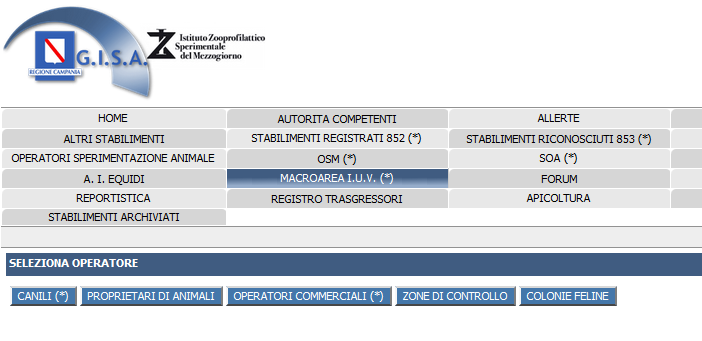 G.I.S.A.
REGIONE CAMPANIA
Istituto Zooprofilattico
Sperimentale
del Mezzogiorno
HOME AUTORITA COMPETENTI ALLERTE
ALTRI STABILIMENTI STABILIMENTI REGISTRATI 852 (*) STABILIMENTI RICONOSCIUTI 853 (*)
OPERATORI SPERIMENTAZIONE ANIMALE OSM (*) SOA (*)
A. I. EQUIDI MACROAREA I.U.V. (*) FORUM
REPORTISTICA REGISTRO TRASGRESSORI APICOLTURA
STABILIMENTI ARCHIVIATI
SELEZIONA OPERATORE
CANILI (*) PROPRIETARI DI ANIMALI OPERATORI COMMERCIALI (*) ZONE DI CONTROLLO COLONIE FELINE